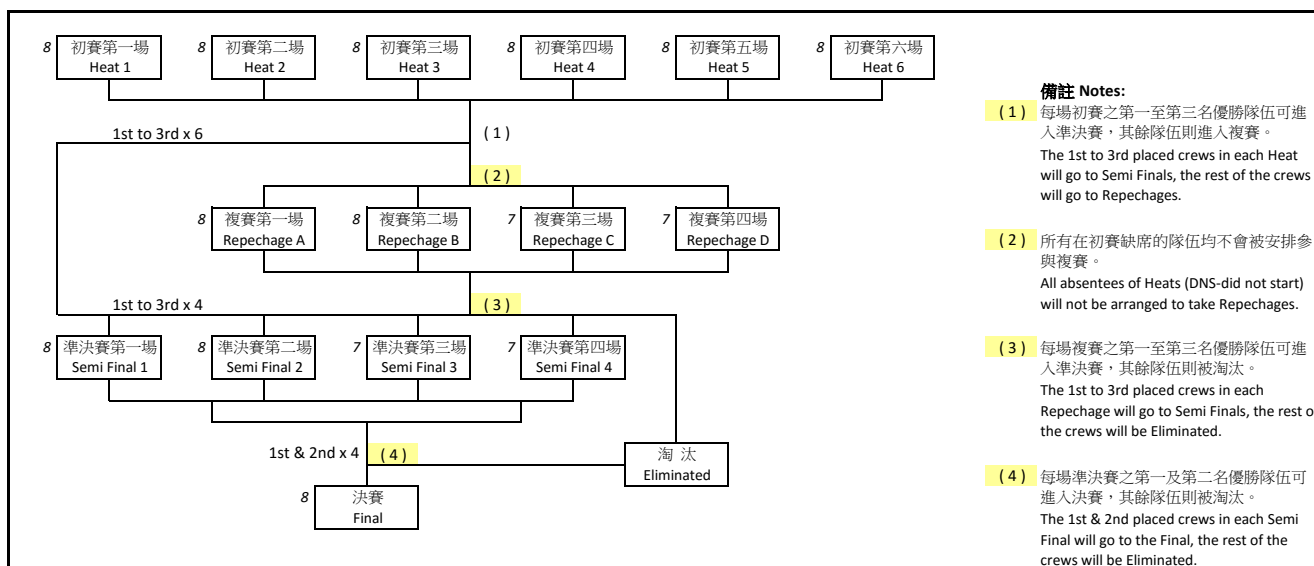 8 初賽第一場 8 初賽第二場 8 初賽第三場 8 初賽第四場 8 初賽第五場 8 初賽第六場
Heat 1 Heat 2 Heat 3 Heat 4 Heat 5 Heat 6
1st to 3rd x 6 ( 1 )
( 2 )
8 複賽第一場 8 複賽第二場 7 複賽第三場 7 複賽第四場
Repechage A Repechage B Repechage C Repechage D
1st to 3rd x 4 ( 3 )
8 準決賽第一場 8 準決賽第二場 7 準決賽第三場 7 準決賽第四場
Semi Final 1 Semi Final 2 Semi Final 3 Semi Final 4
1st & 2nd x 4 ( 4 )
淘 汰
Eliminated
8 決賽
Final
備註 Notes:
( 1 ) 每場初賽之第一至第三名優勝隊伍可進
入準決賽，其餘隊伍則進入複賽。
The 1st to 3rd placed crews in each Heat
will go to Semi Finals, the rest of the crews
will go to Repechages.
( 2 ) 所有在初賽缺席的隊伍均不會被安排參
與複賽。
All absentees of Heats (DNS-did not start)
will not be arranged to take Repechages.
( 3 ) 每場複賽之第一至第三名優勝隊伍可進
入準決賽，其餘隊伍則被淘汰。
The 1st to 3rd placed crews in each
Repechage will go to Semi Finals, the rest o
the crews will be Eliminated.
( 4 ) 每場準決賽之第一及第二名優勝隊伍可
進入決賽，其餘隊伍則被淘汰。
The 1st & 2nd placed crews in each Semi
Final will go to the Final, the rest of the
crews will be Eliminated.